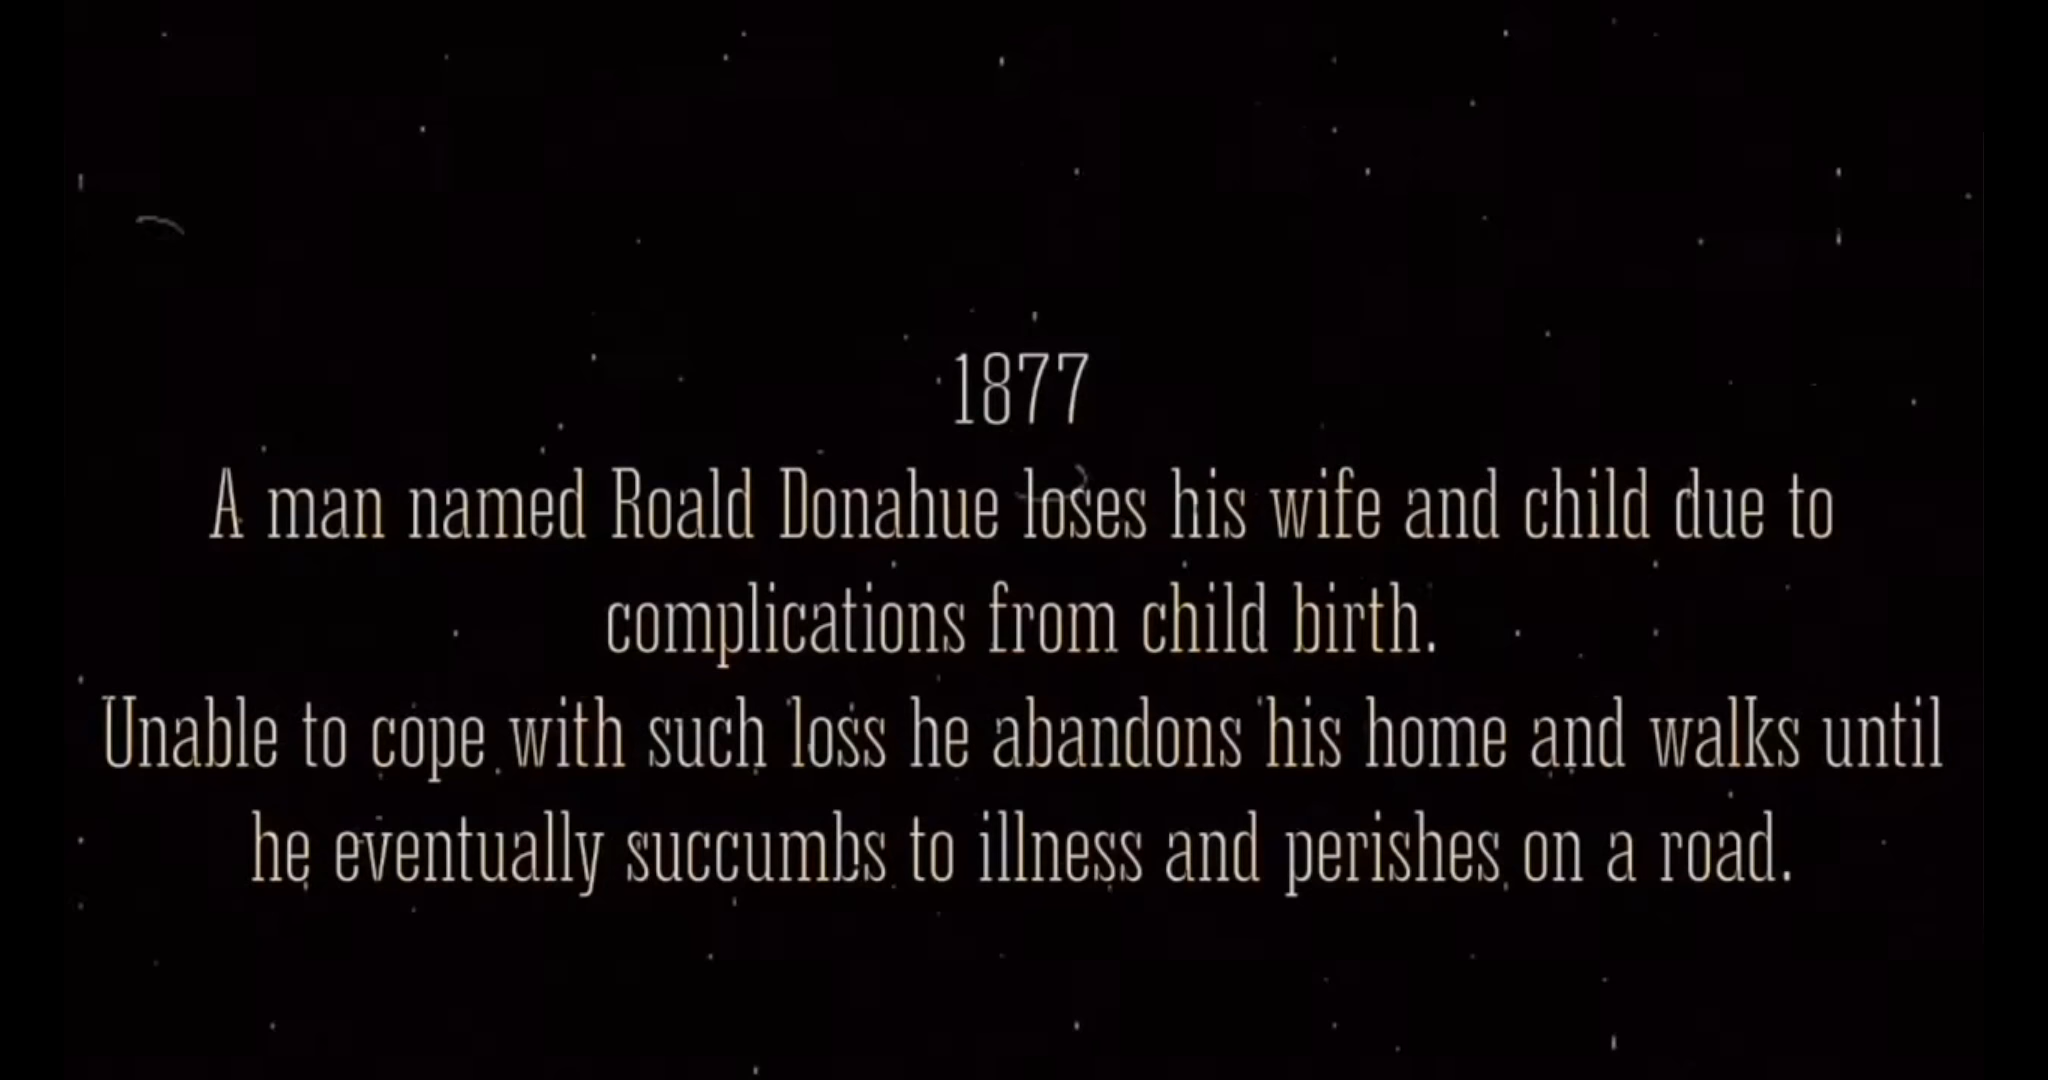 1877
A man named Roald Donahue loses his wife and child due to
complications from child birth.
Unable to cope with such loss he abandons his home and walks until
he eventually succumbs to illness and perishes on a road.